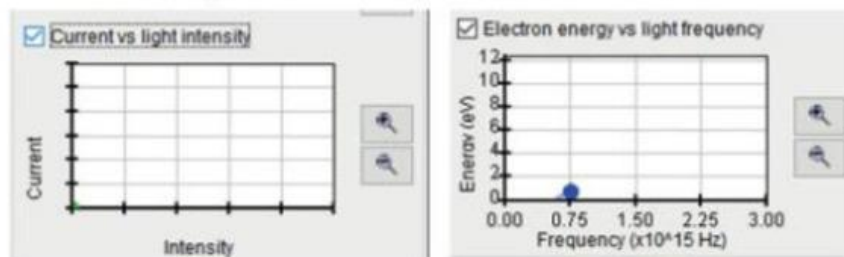 Current vs light intensity
Current
Intensity
Electron energy vs light frequency
12
10
8
6
4
2
0
Energy (eV)
0.00 0.75 1.50 2.25 3.00
Frequency (x10^15 Hz)